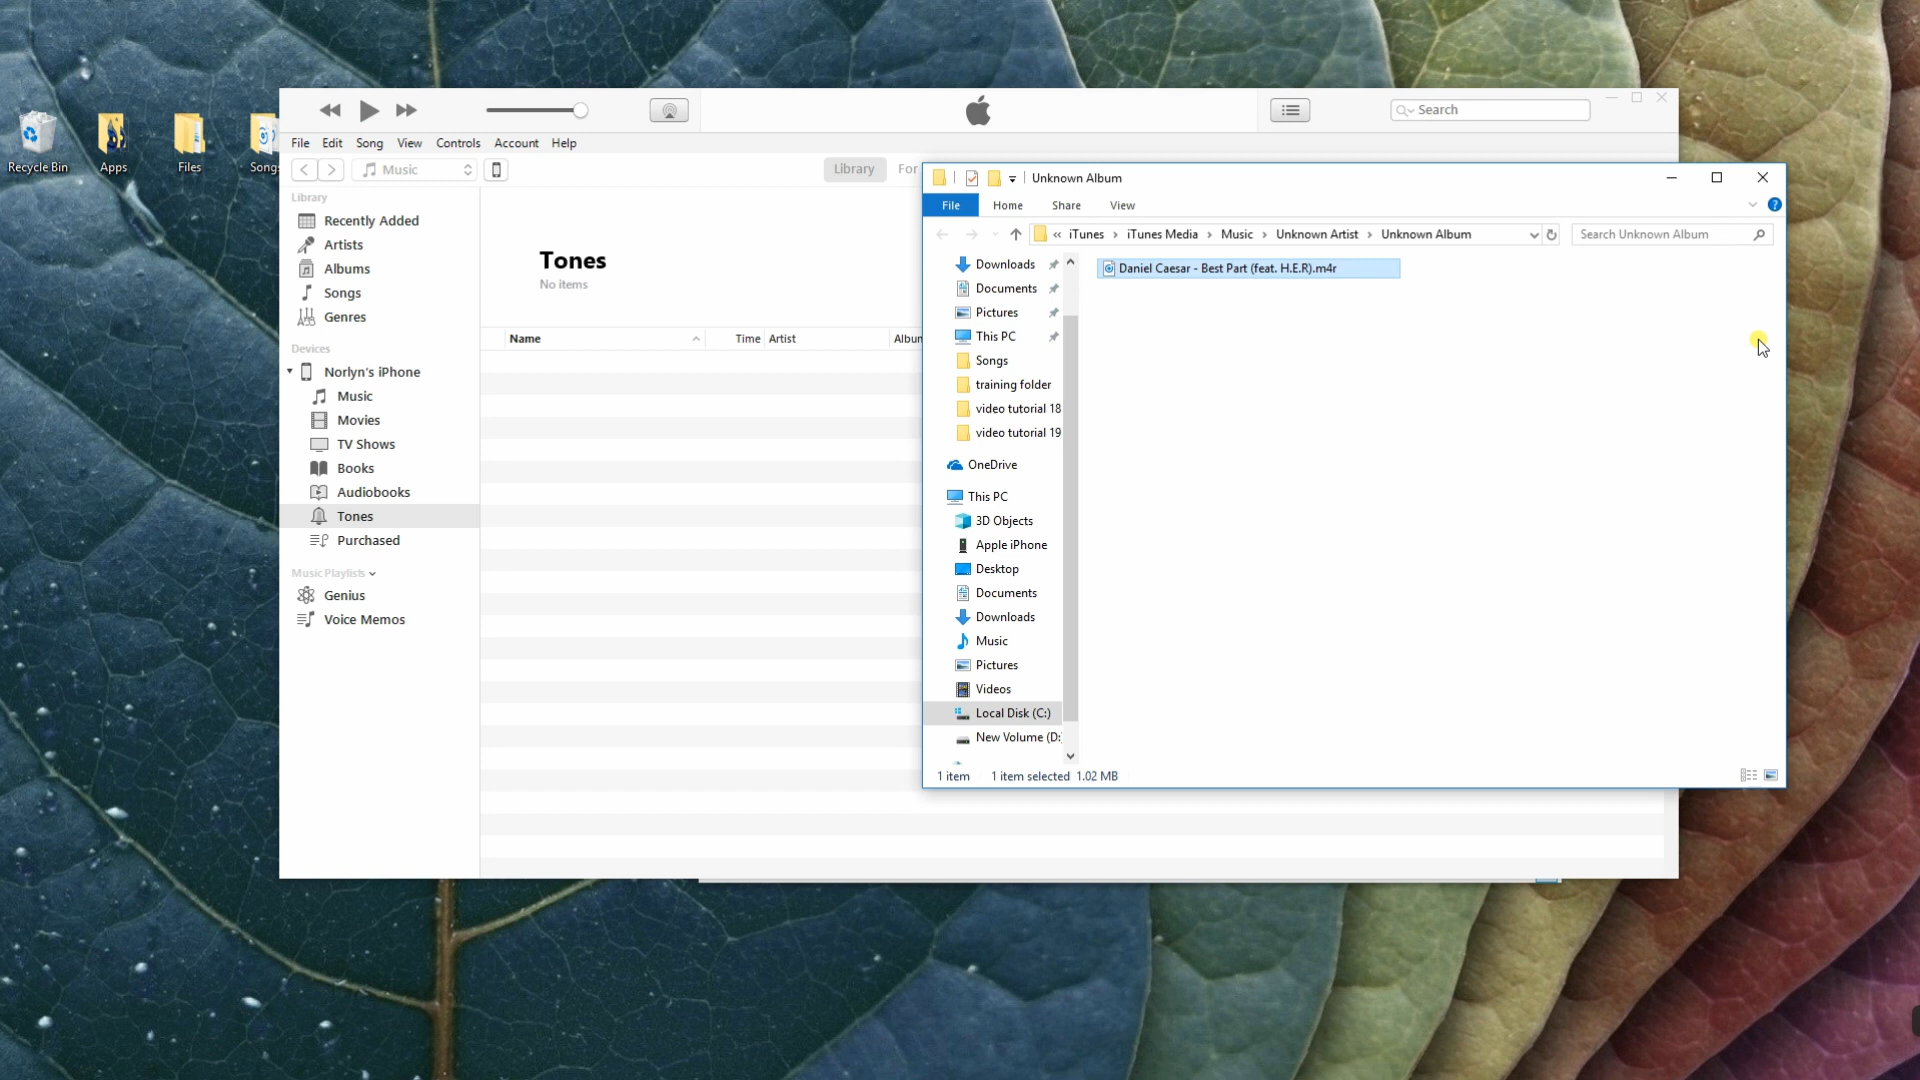 Recycle Bin
Apps
Files
Songs
Search
File Edit Song View Controls Account Help
Music
Library
For
Library
Recently Added
Artists
Albums
Songs
Genres
Devices
Norlyn's iPhone
Music
Movies
TV Shows
Books
Audiobooks
Tones
Purchased
Music Playlists
Genius
Voice Memos
Tones
No items
Name Time Artist Album
Unknown Album
File Home Share View
« iTunes › iTunes Media › Music › Unknown Artist › Unknown Album
Search Unknown Album
Downloads
Documents
Pictures
This PC
Songs
training folder
video tutorial 18
video tutorial 19
OneDrive
This PC
3D Objects
Apple iPhone
Desktop
Documents
Downloads
Music
Pictures
Videos
Local Disk (C:)
New Volume (D:
Daniel Caesar - Best Part (feat. H.E.R).m4r
1 item 1 item selected 1.02 MB